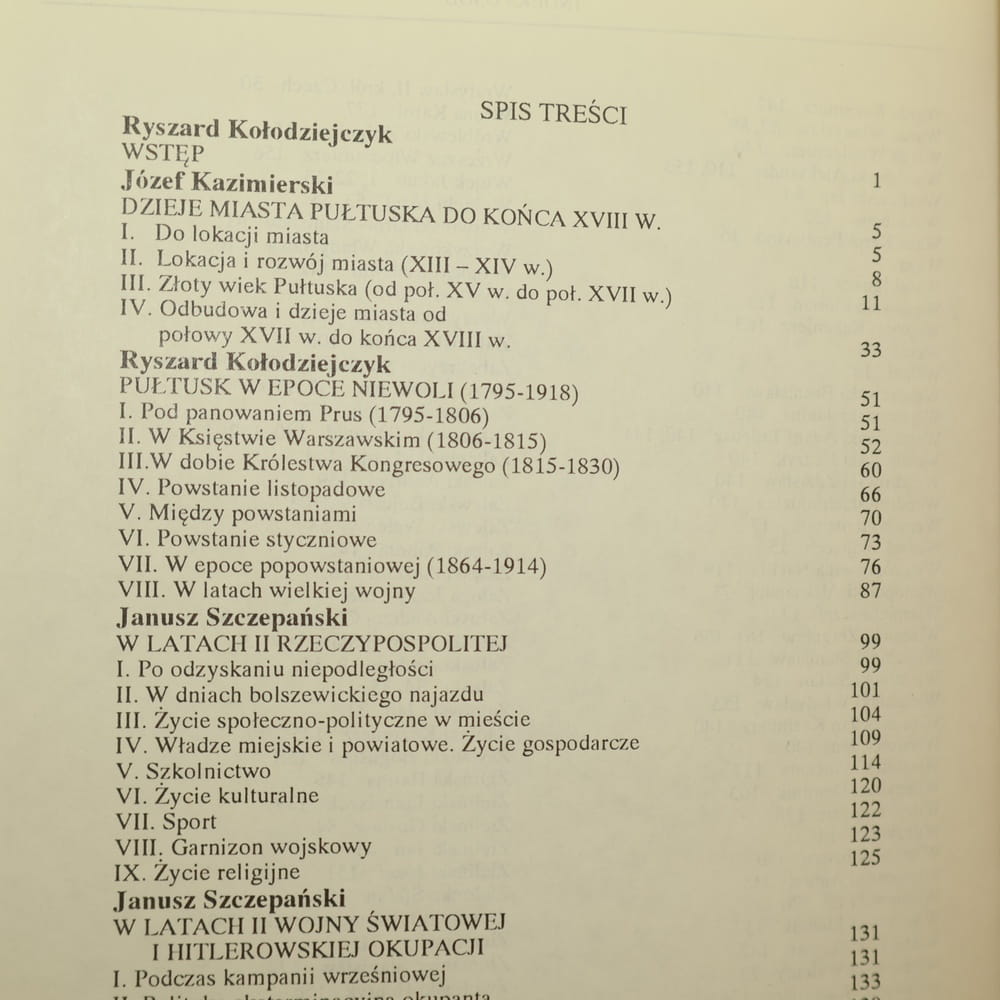 SPIS TREŚCI
Ryszard Kołodziejczyk
WSTĘP 1
Józef Kazimierski
DZIEJE MIASTA PUŁTUSKA DO KOŃCA XVIII W. 5
I. Do lokacji miasta 5
II. Lokacja i rozwój miasta (XIII – XIV w.) 8
III. Złoty wiek Pułtuska (od poł. XV w. do poł. XVII w.) 11
IV. Odbudowa i dzieje miasta od
połowy XVII w. do końca XVIII w. 33
Ryszard Kołodziejczyk
PUŁTUSK W EPOCE NIEWOLI (1795-1918) 51
I. Pod panowaniem Prus (1795-1806) 51
II. W Księstwie Warszawskim (1806-1815) 52
III.W dobie Królestwa Kongresowego (1815-1830) 60
IV. Powstanie listopadowe 66
V. Między powstaniami 70
VI. Powstanie styczniowe 73
VII. W epoce popowstaniowej (1864-1914) 76
VIII. W latach wielkiej wojny 87
Janusz Szczepański
W LATACH II RZECZYPOSPOLITEJ 99
I. Po odzyskaniu niepodległości 99
II. W dniach bolszewickiego najazdu 101
III. Życie społeczno-polityczne w mieście 104
IV. Władze miejskie i powiatowe. Życie gospodarcze 109
V. Szkolnictwo 114
VI. Życie kulturalne 120
VII. Sport 122
VIII. Garnizon wojskowy 123
IX. Życie religijne 125
Janusz Szczepański
W LATACH II WOJNY ŚWIATOWEJ
I HITLEROWSKIEJ OKUPACJI 131
I. Podczas kampanii wrześniowej 131
II. Polityka eksterminacyjna okupanta 133